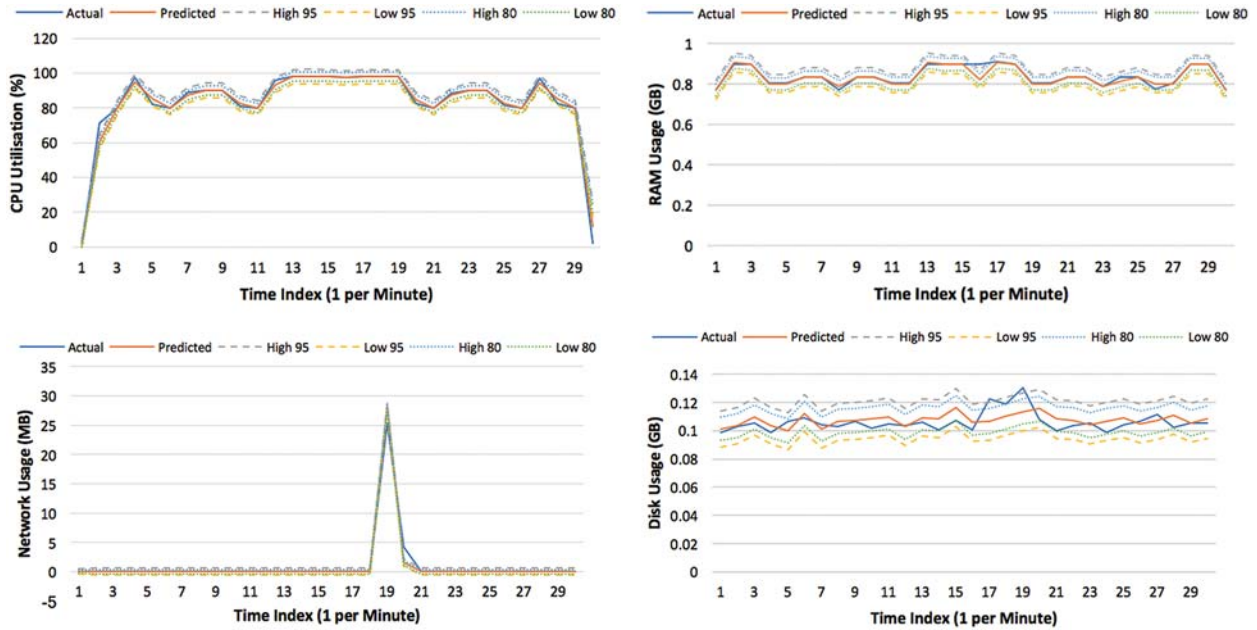 Actual Predicted High 95 Low 95 High 80 Low 80
CPU Utilisation (%)
120
100
80
60
40
20
0
1 3 5 7 9 11 13 15 17 19 21 23 25 27 29
Time Index (1 per Minute)
Actual Predicted High 95 Low 95 High 80 Low 80
RAM Usage (GB)
1
0.8
0.6
0.4
0.2
0
1 3 5 7 9 11 13 15 17 19 21 23 25 27 29
Time Index (1 per Minute)
Actual Predicted High 95 Low 95 High 80 Low 80
Network Usage (MB)
35
30
25
20
15
10
5
0
-5
1 3 5 7 9 11 13 15 17 19 21 23 25 27 29
Time Index (1 per Minute)
Actual Predicted High 95 Low 95 High 80 Low 80
Disk Usage (GB)
0.14
0.12
0.1
0.08
0.06
0.04
0.02
0
1 3 5 7 9 11 13 15 17 19 21 23 25 27 29
Time Index (1 per Minute)